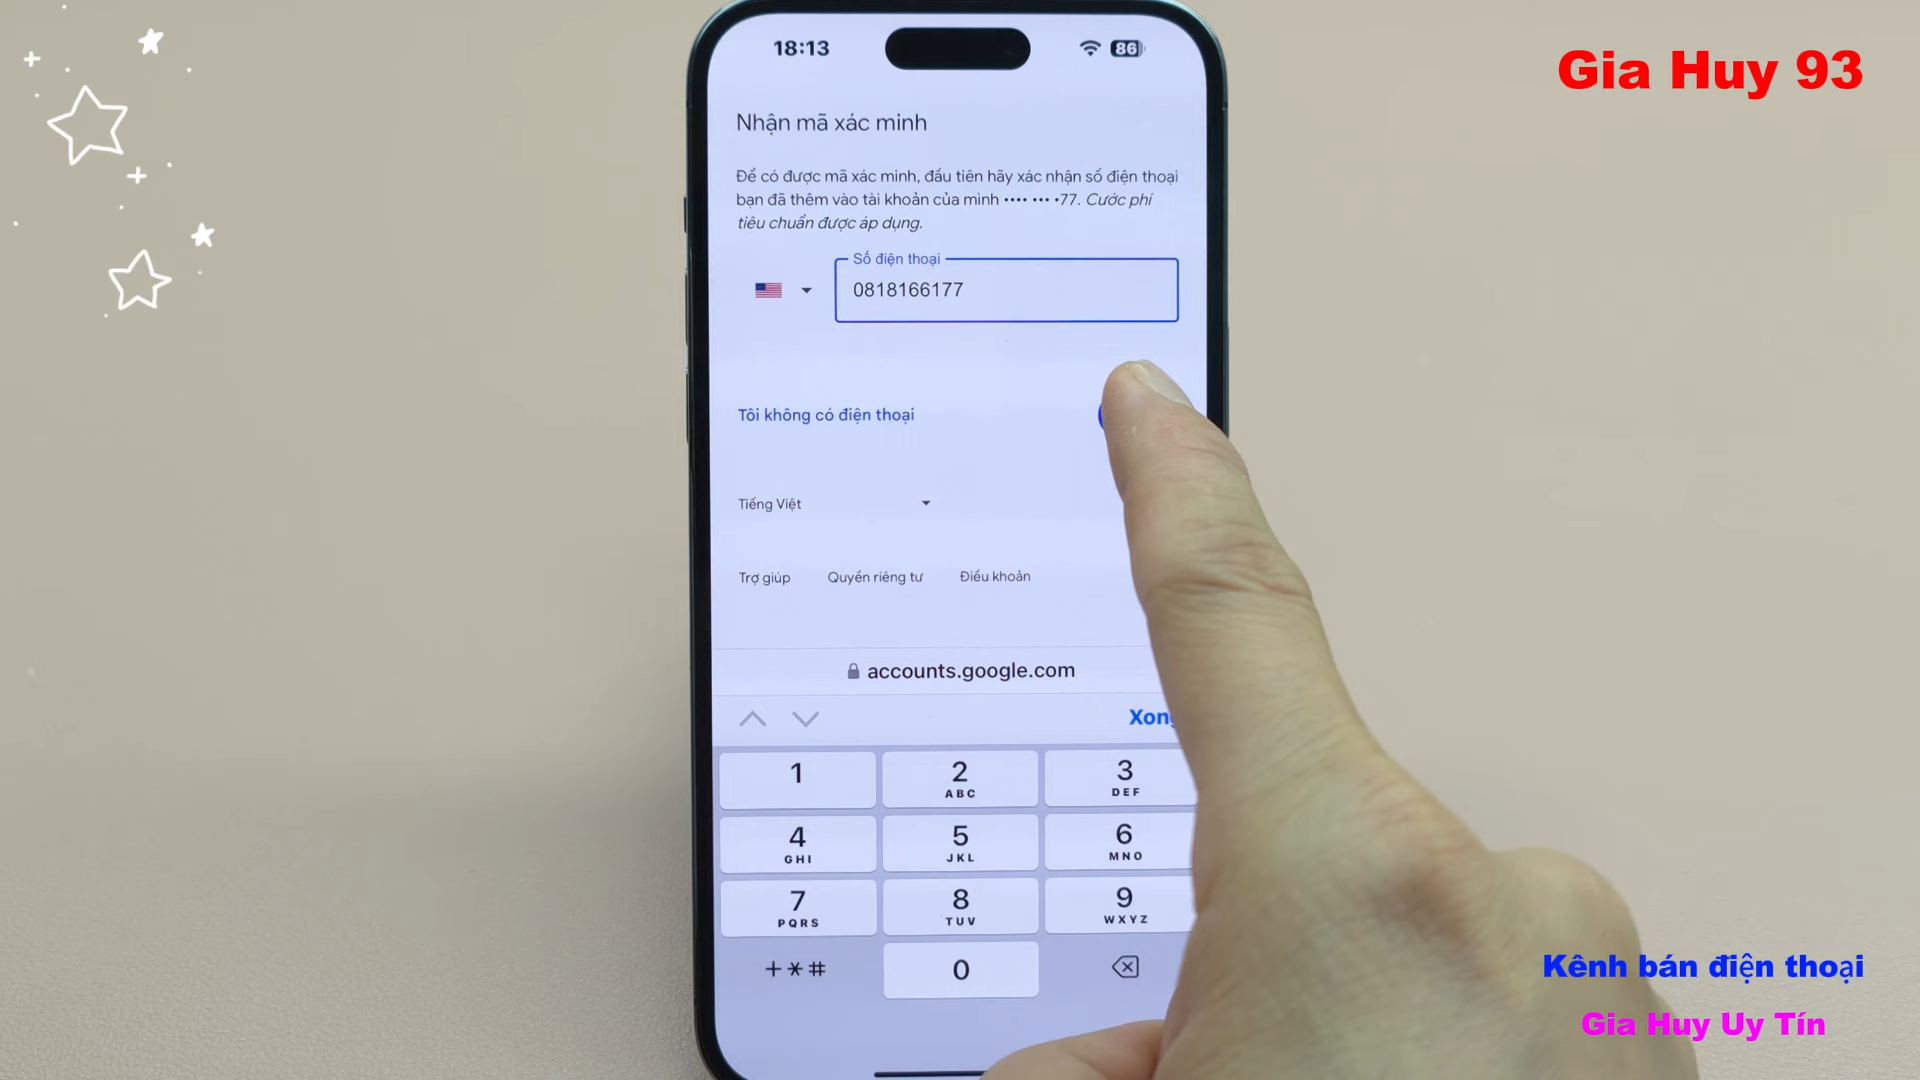 18:13
86
Gia Huy 93
Nhận mã xác minh
Để có được mã xác minh, đầu tiên hãy xác nhận số điện thoại
bạn đã thêm vào tài khoản của mình •••• ••• •77. Cước phí
tiêu chuẩn được áp dụng.
Số điện thoại
0818166177
Tôi không có điện thoại
Tiếng Việt
Trợ giúp Quyền riêng tư Điều khoản
accounts.google.com
Xong
1 2 3
ABC DEF
4 5 6
GHI JKL MNO
7 8 9
PQRS TUV WXYZ
+*# 0
Kênh bán điện thoại
Gia Huy Uy Tín